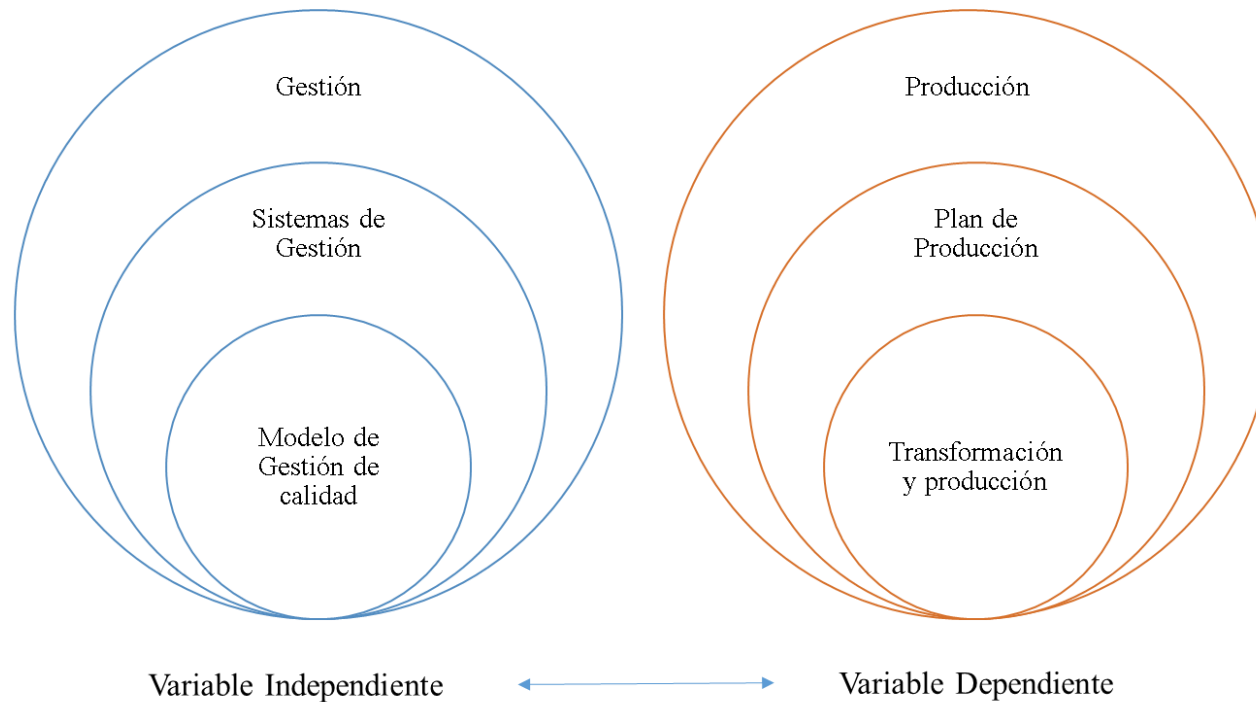 Gestión
Sistemas de
Gestión
Modelo de
Gestión de
calidad
Producción
Plan de
Producción
Transformación
y producción
Variable Independiente
Variable Dependiente